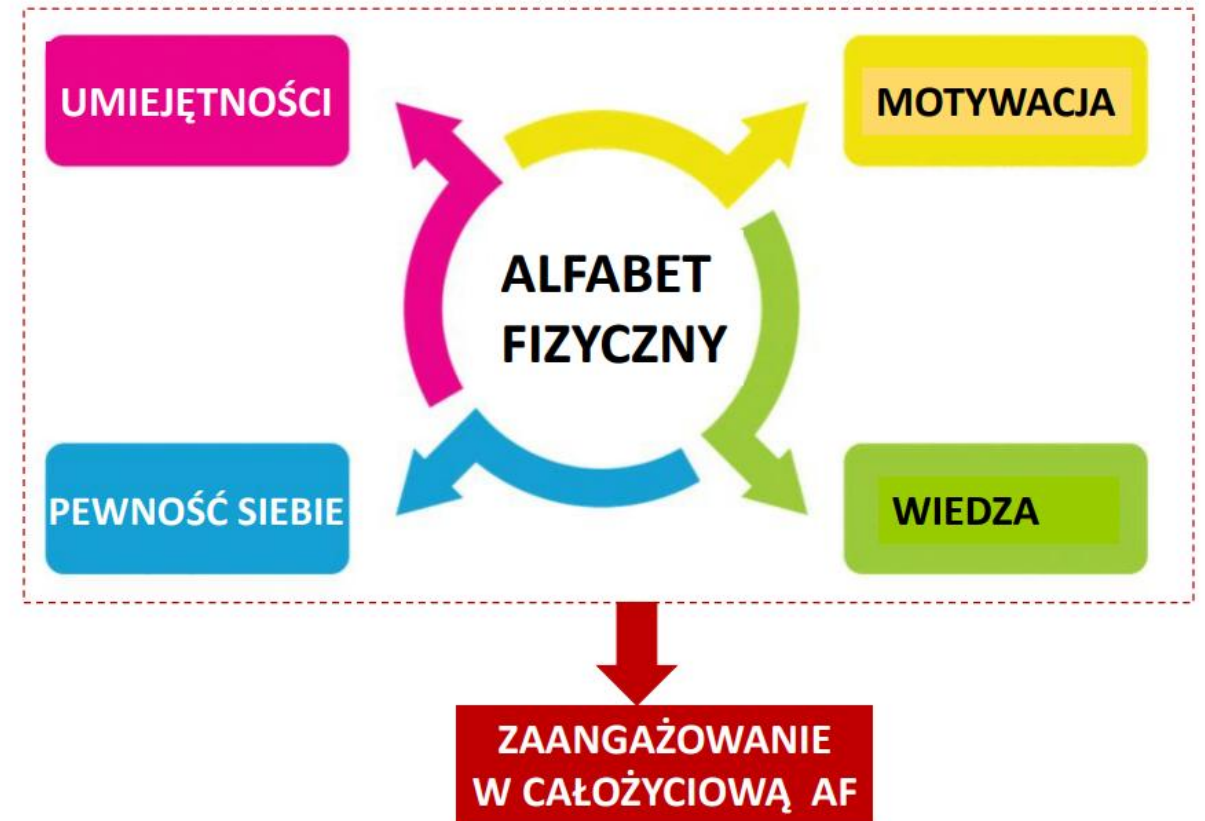 UMIEJĘTNOŚCI
MOTYWACJA
ALFABET
FIZYCZNY
PEWNOŚĆ SIEBIE
WIEDZA
ZAANGAŻOWANIE
W CAŁOŻYCIOWĄ AF